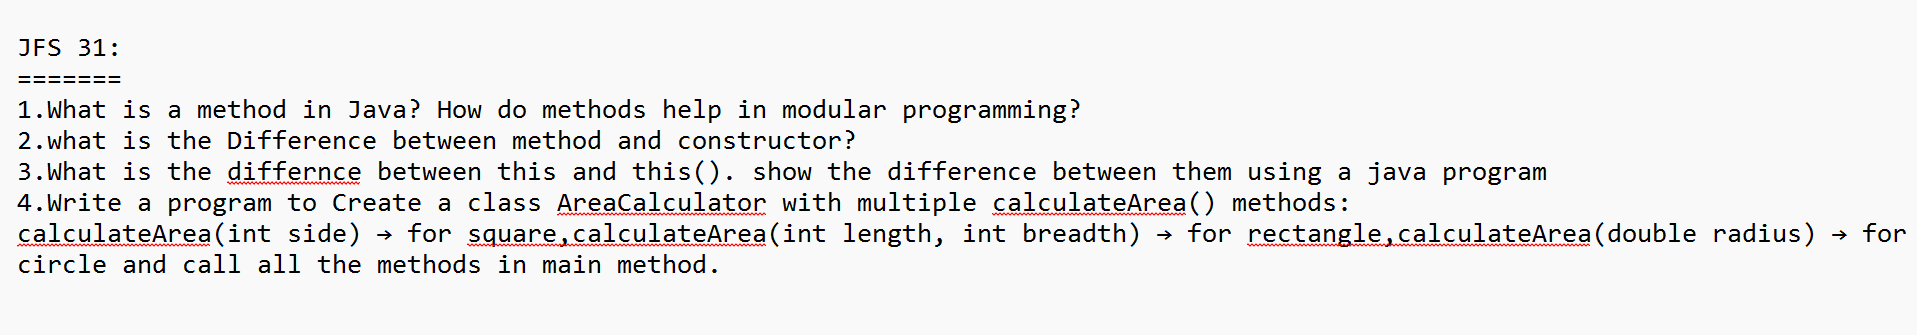 JFS 31:
=======
1.What is a method in Java? How do methods help in modular programming?
2.what is the Difference between method and constructor?
3.What is the differnce between this and this(). show the difference between them using a java program
4.Write a program to Create a class AreaCalculator with multiple calculateArea() methods:
calculateArea(int side) → for square,calculateArea(int length, int breadth) → for rectangle,calculateArea(double radius) → for
circle and call all the methods in main method.